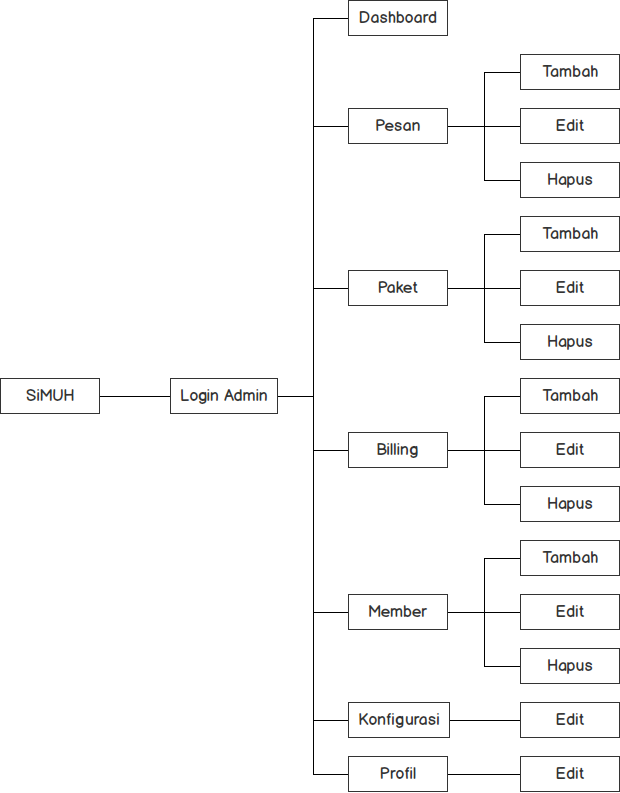 Dashboard
Tambah
Pesan
Edit
Hapus
Tambah
Paket
Edit
Hapus
SiMUH
Login Admin
Tambah
Billing
Edit
Hapus
Tambah
Member
Edit
Hapus
Konfigurasi
Edit
Profil
Edit